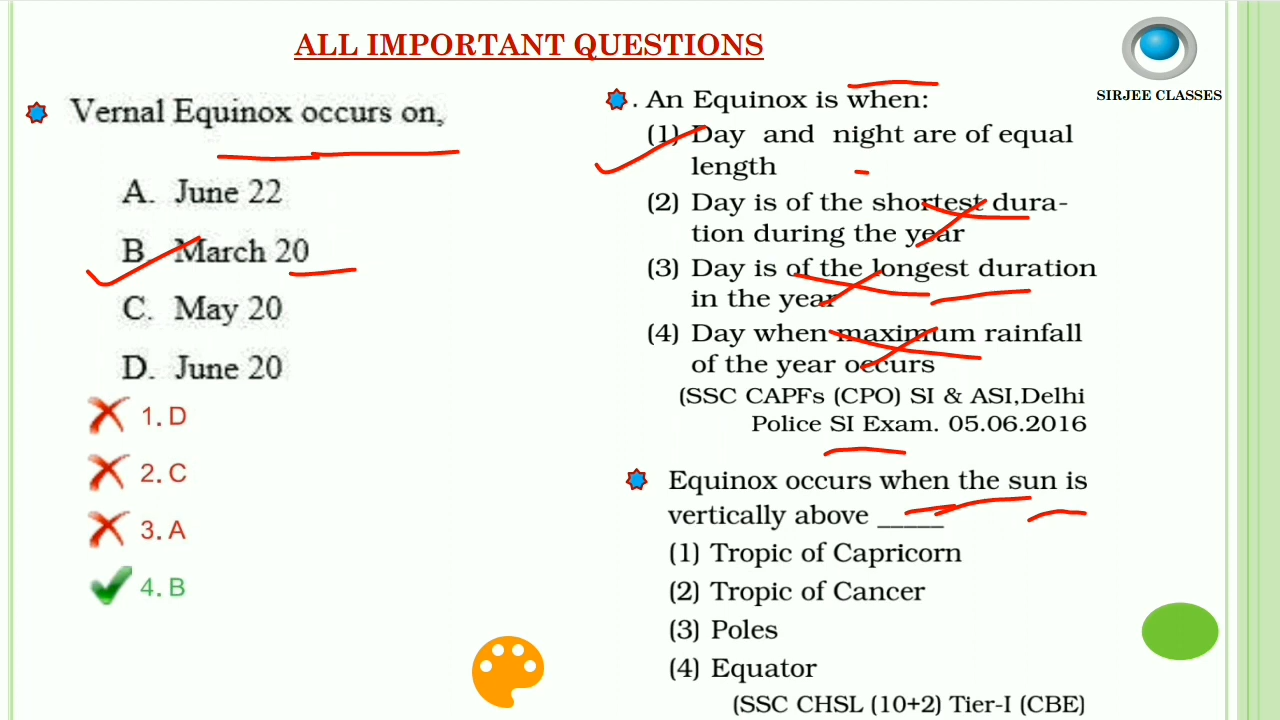 ALL IMPORTANT QUESTIONS
SIRJEE CLASSES
Vernal Equinox occurs on,
A. June 22
B. March 20
C. May 20
D. June 20
1. D
2. C
3. A
4. B
. An Equinox is when:
(1) Day and night are of equal
length
(2) Day is of the shortest dura-
tion during the year
(3) Day is of the longest duration
in the year
(4) Day when maximum rainfall
of the year occurs
(SSC CAPFs (CPO) SI & ASI,Delhi
Police SI Exam. 05.06.2016
Equinox occurs when the sun is
vertically above _____
(1) Tropic of Capricorn
(2) Tropic of Cancer
(3) Poles
(4) Equator
(SSC CHSL (10+2) Tier-I (CBE)